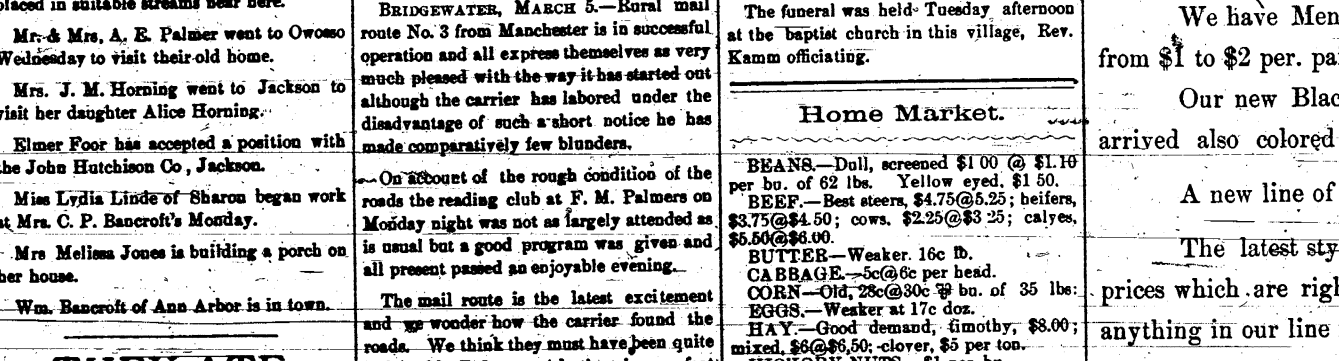 placed in suitable streams near here.
Mr. & Mrs. A. E. Palmer went to Owosso
Wednesday to visit their old home.
Mrs. J. M. Horning went to Jackson to
visit her daughter Alice Horning.
Elmer Foor has accepted a position with
the John Hutchison Co, Jackson.
Miss Lydia Linde of Sharon began work
at Mrs. C. P. Bancroft's Monday.
Mrs Melissa Jones is building a porch on
her house.
Wm. Bancroft of Ann Arbor is in town.
BRIDGEWATER, MARCH 5.—Rural mail
route No. 3 from Manchester is in successful
operation and all express themselves as very
much pleased with the way it has started out
although the carrier has labored under the
disadvantage of such a short notice he has
made comparatively few blunders.
On account of the rough condition of the
roads the reading club at F. M. Palmers on
Monday night was not as largely attended as
is usual but a good program was given and
all present passed an enjoyable evening.
The mail route is the latest excitement
and we wonder how the carrier found the
roads. We think they must have been quite
The funeral was held Tuesday afternoon
at the baptist church in this village, Rev.
Kamm officiating.
Home Market.
BEANS.—Dull, screened $1 00 @ $1.10
per bu. of 62 lbs. Yellow eyed, $1 50.
BEEF.—Best steers, $4.75@5.25; heifers,
$3.75@$4.50; cows. $2.25@$3 25; calves,
$5.50@$6.00.
BUTTER—Weaker. 16c lb.
CABBAGE.—5c@6c per head.
CORN—Old, 28c@30c bu. of 35 lbs:
EGGS.—Weaker at 17c doz.
HAY.—Good demand, timothy, $8.00;
mixed, $6@$6,50; clover, $5 per ton.
We have Men
from $1 to $2 per. pa
Our new Blac
arrived also colored
A new line of
The latest sty
prices which are righ
anything in our line